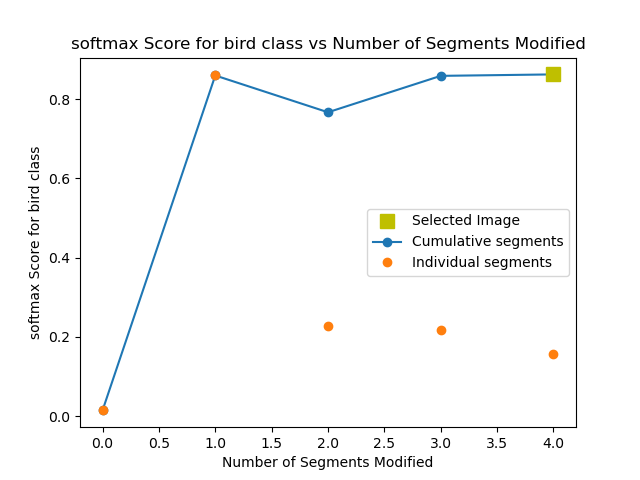 softmax Score for bird class vs Number of Segments Modified
softmax Score for bird class
0.8
0.6
0.4
0.2
0.0
Selected Image
Cumulative segments
Individual segments
0.0 0.5 1.0 1.5 2.0 2.5 3.0 3.5 4.0
Number of Segments Modified